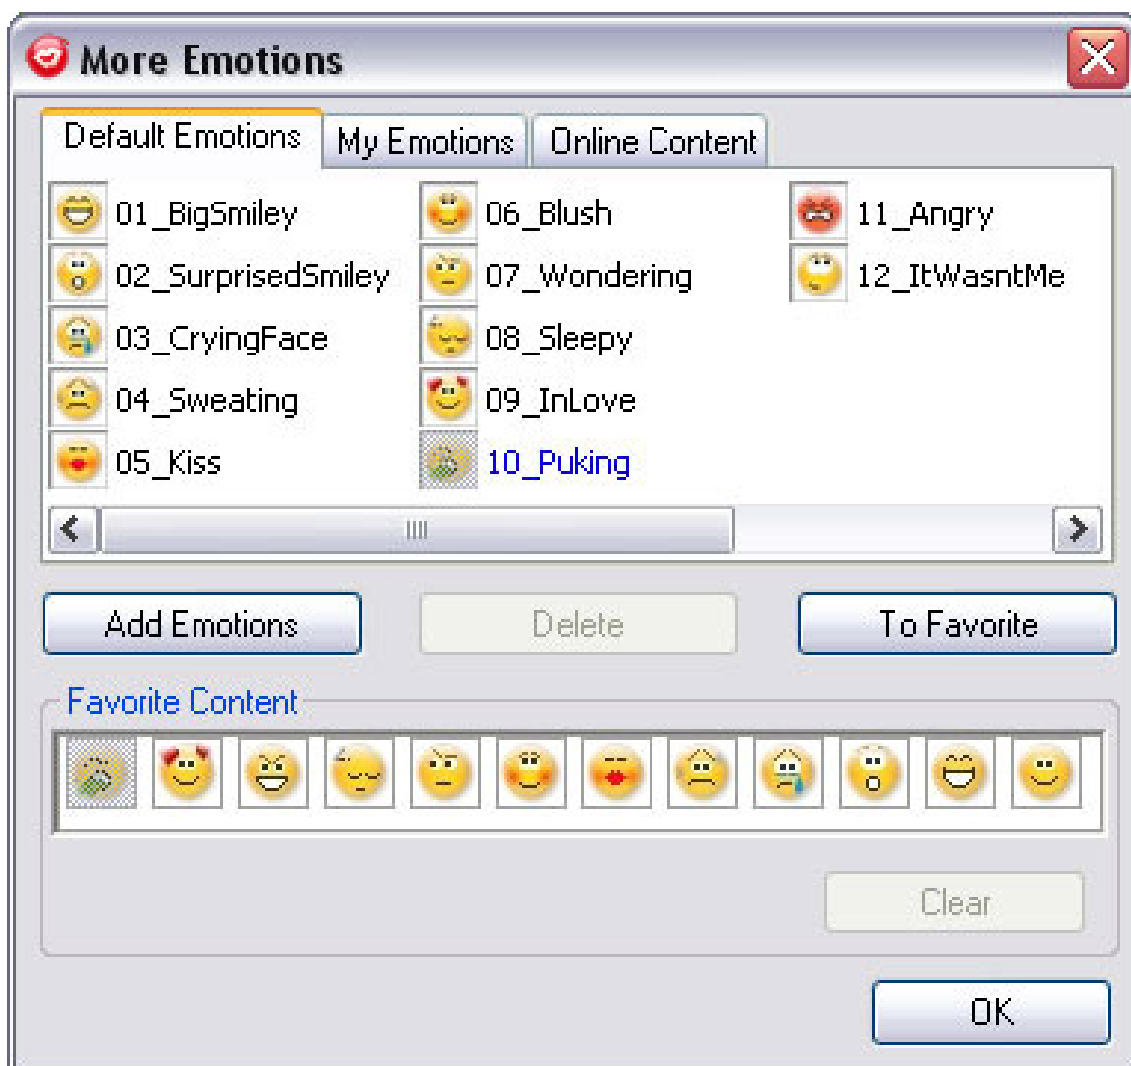 More Emotions
Default Emotions My Emotions Online Content
01_BigSmiley 06_Blush 11_Angry
02_SurprisedSmiley 07_Wondering 12_ItWasntMe
03_CryingFace 08_Sleepy
04_Sweating 09_InLove
05_Kiss 10_Puking
Add Emotions Delete To Favorite
Favorite Content
Clear
OK